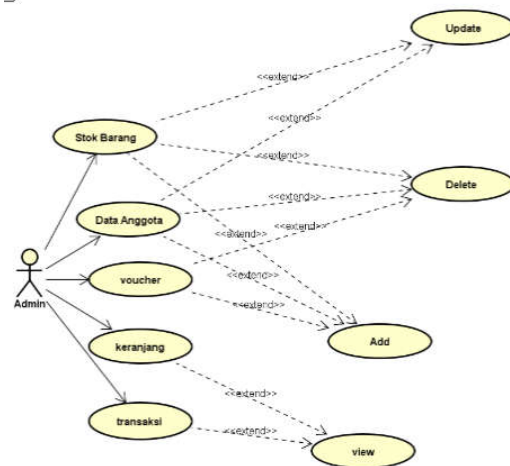 Update
<<extend>>
<<extend>>
Stok Barang
<<extend>>
<<extend>>
Delete
Data Anggota
<<extend>>
<<extend>>
voucher
<<extend>>
<<extend>>
Admin
Add
keranjang
<<extend>>
transaksi
<<extend>>
view